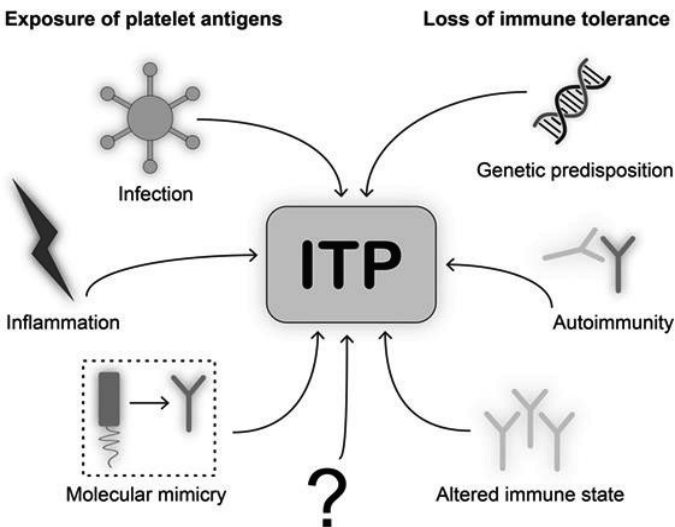 Exposure of platelet antigens
Loss of immune tolerance
Infection
Genetic predisposition
ITP
Inflammation
Autoimmunity
Molecular mimicry
?
Altered immune state